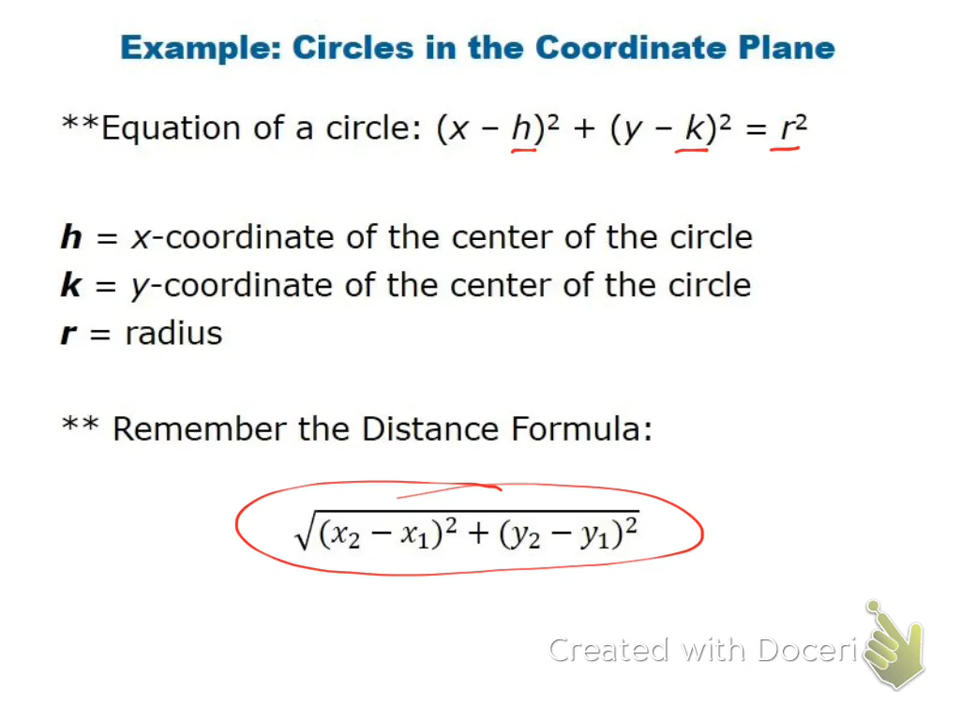 Example: Circles in the Coordinate Plane
**Equation of a circle: (x – h)² + (y – k)² = r²
h = x-coordinate of the center of the circle
k = y-coordinate of the center of the circle
r = radius
** Remember the Distance Formula:
√(x₂ − x₁)² + (y₂ − y₁)²
Created with Doceri